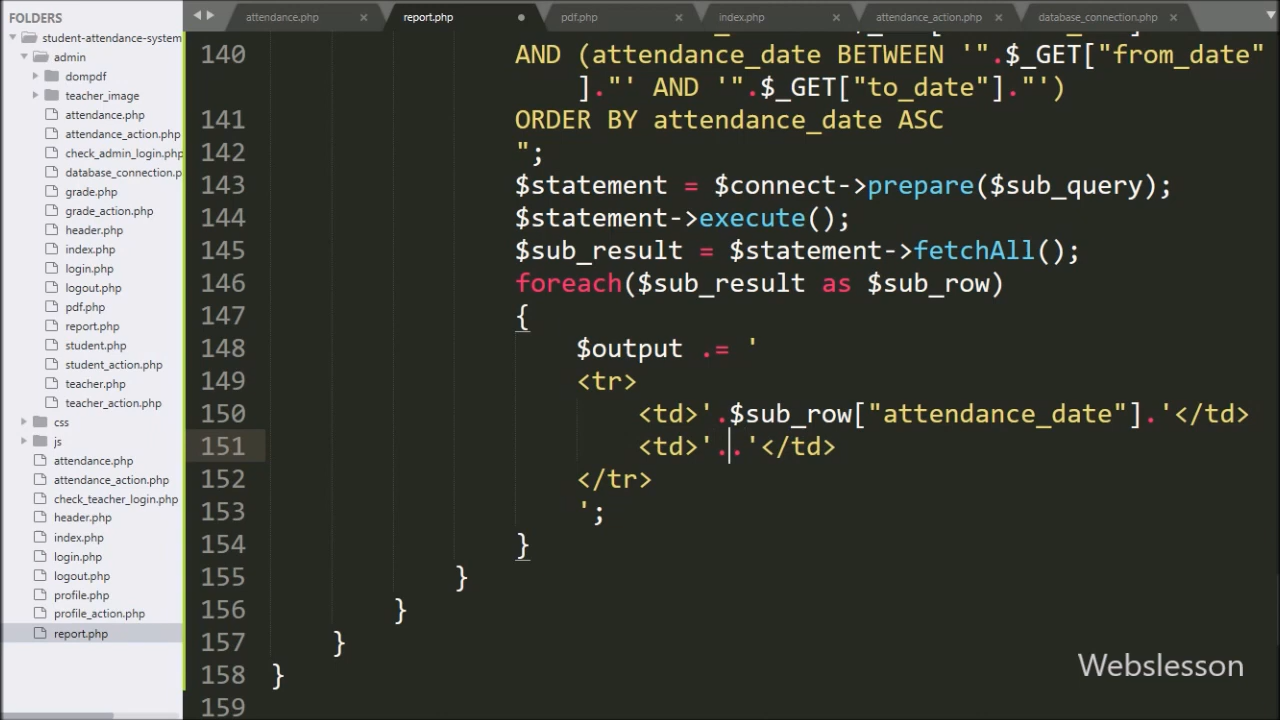 FOLDERS
student-attendance-system
admin
dompdf
teacher_image
attendance.php
attendance_action.php
check_admin_login.php
database_connection.p
grade.php
grade_action.php
header.php
index.php
login.php
logout.php
pdf.php
report.php
student.php
student_action.php
teacher.php
teacher_action.php
css
js
attendance.php
attendance_action.php
check_teacher_login.php
header.php
index.php
login.php
logout.php
profile.php
profile_action.php
report.php
attendance.php × report.php pdf.php × index.php × attendance_action.php × database_connection.php ×
140 AND (attendance_date BETWEEN '".$_GET["from_date"
]."' AND '".$_GET["to_date"]."')
141 ORDER BY attendance_date ASC
142 ";
143 $statement = $connect->prepare($sub_query);
144 $statement->execute();
145 $sub_result = $statement->fetchAll();
146 foreach($sub_result as $sub_row)
147 {
148 $output .= '
149 <tr>
150 <td>'.$sub_row["attendance_date"].'</td>
151 <td>'..'</td>
152 </tr>
153 ';
154 }
155 }
156 }
157 }
158 }
159
Webslesson